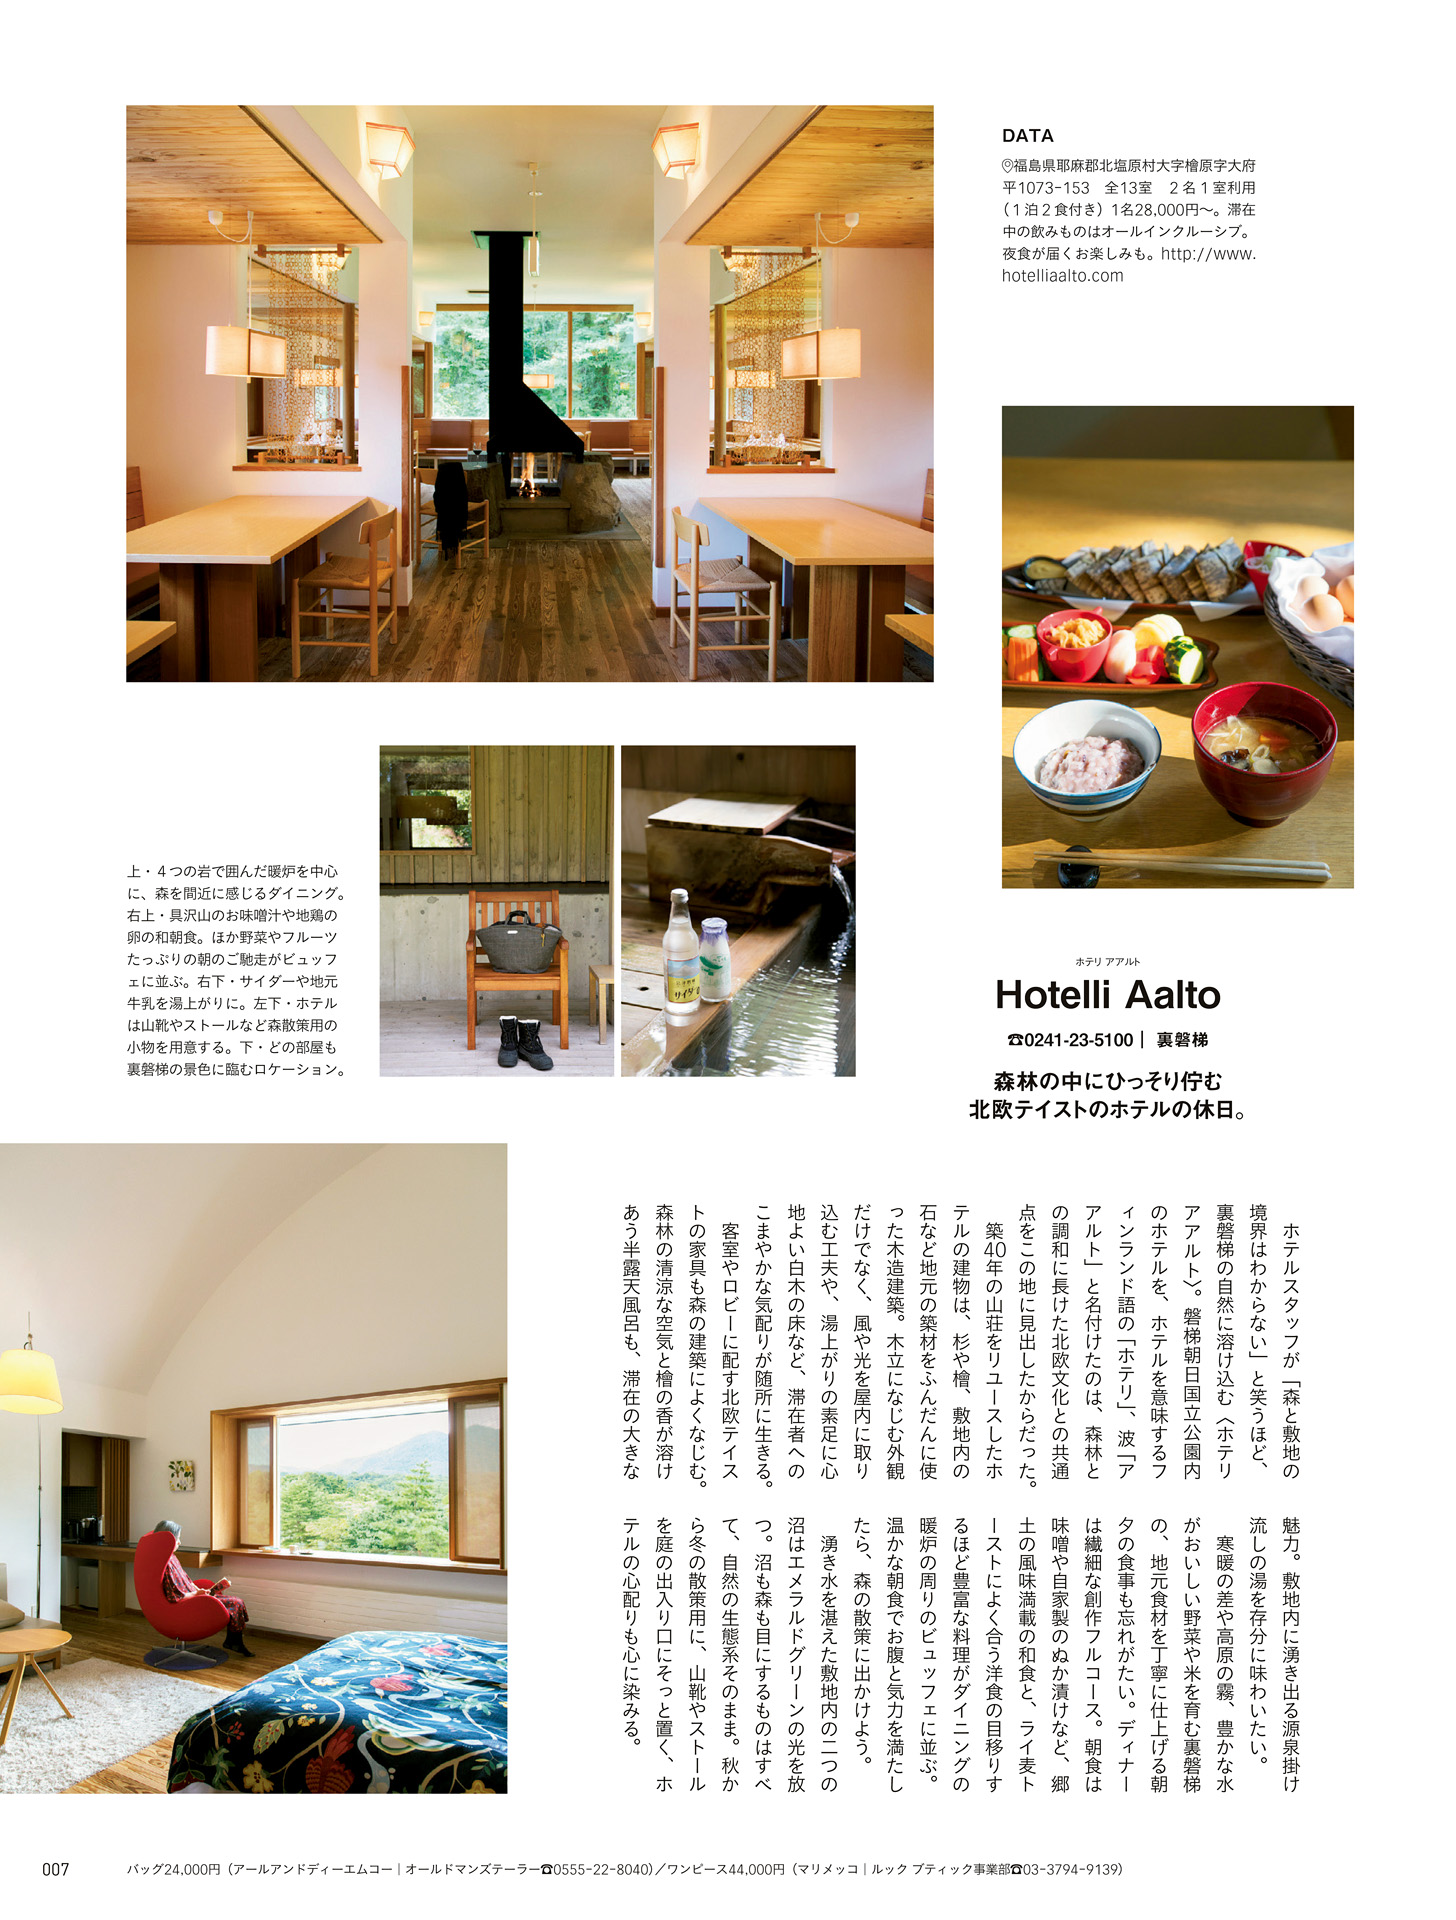 DATA
福島県耶麻郡北塩原村大字檜原字大府
平1073-153　全13室　2名1室利用
（1泊2食付き）1名28,000円〜。滞在
中の飲みものはオールインクルーシブ。
夜食が届くお楽しみも。http://www.
hotelliaalto.com
上・4つの岩で囲んだ暖炉を中心
に、森を間近に感じるダイニング。
右上・具沢山のお味噌汁や地鶏の
卵の和朝食。ほか野菜やフルーツ
たっぷりの朝のご馳走がビュッフ
ェに並ぶ。右下・サイダーや地元
牛乳を湯上がりに。左下・ホテル
は山靴やストールなど森散策用の
小物を用意する。下・どの部屋も
裏磐梯の景色に臨むロケーション。
サイダー
ホテリ アアルト
Hotelli Aalto
☎0241-23-5100｜裏磐梯
森林の中にひっそり佇む
北欧テイストのホテルの休日。
ホテルスタッフが「森と敷地の
境界はわからない」と笑うほど、
裏磐梯の自然に溶け込む〈ホテリ
アアルト〉。磐梯朝日国立公園内
のホテルを、ホテルを意味するフ
ィンランド語の「ホテリ」、波「ア
アルト」と名付けたのは、森林と
の調和に長けた北欧文化との共通
点をこの地に見出したからだった。
築40年の山荘をリユースしたホ
テルの建物は、杉や檜、敷地内の
石など地元の築材をふんだんに使
った木造建築。木立になじむ外観
だけでなく、風や光を屋内に取り
込む工夫や、湯上がりの素足に心
地よい白木の床など、滞在者への
こまやかな気配りが随所に生きる。
客室やロビーに配す北欧テイス
トの家具も森の建築によくなじむ。
森林の清涼な空気と檜の香が溶け
あう半露天風呂も、滞在の大きな
魅力。敷地内に湧き出る源泉掛け
流しの湯を存分に味わいたい。
寒暖の差や高原の霧、豊かな水
がおいしい野菜や米を育む裏磐梯
の、地元食材を丁寧に仕上げる朝
夕の食事も忘れがたい。ディナー
は繊細な創作フルコース。朝食は
味噌や自家製のぬか漬けなど、郷
土の風味満載の和食と、ライ麦ト
ーストによく合う洋食の目移りす
るほど豊富な料理がダイニングの
暖炉の周りのビュッフェに並ぶ。
温かな朝食でお腹と気力を満たし
たら、森の散策に出かけよう。
湧き水を湛えた敷地内の二つの
沼はエメラルドグリーンの光を放
つ。沼も森も目にするものはすべ
て、自然の生態系そのまま。秋か
ら冬の散策用に、山靴やストール
を庭の出入り口にそっと置く、ホ
テルの心配りも心に染みる。
007
バッグ24,000円（アールアンドディーエムコー｜オールドマンズテーラー☎0555-22-8040）／ワンピース44,000円（マリメッコ｜ルック ブティック事業部☎03-3794-9139）